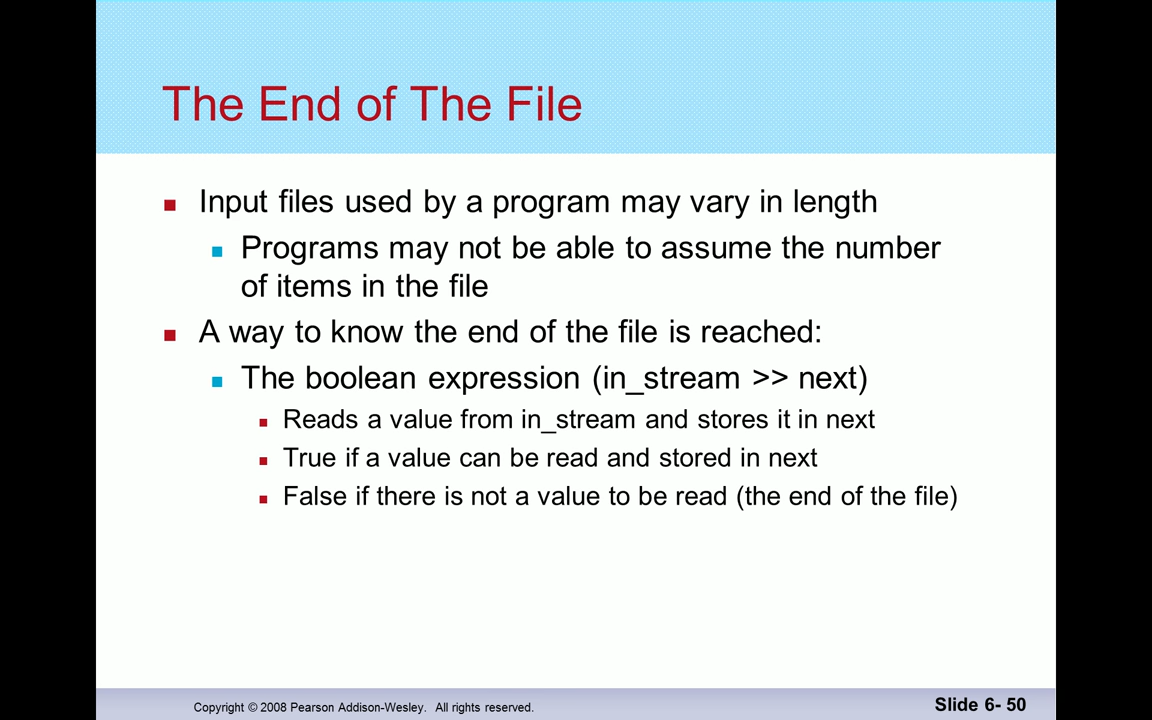 The End of The File
Input files used by a program may vary in length
Programs may not be able to assume the number
of items in the file
A way to know the end of the file is reached:
The boolean expression (in_stream >> next)
Reads a value from in_stream and stores it in next
True if a value can be read and stored in next
False if there is not a value to be read (the end of the file)
Copyright © 2008 Pearson Addison-Wesley. All rights reserved.
Slide 6- 50